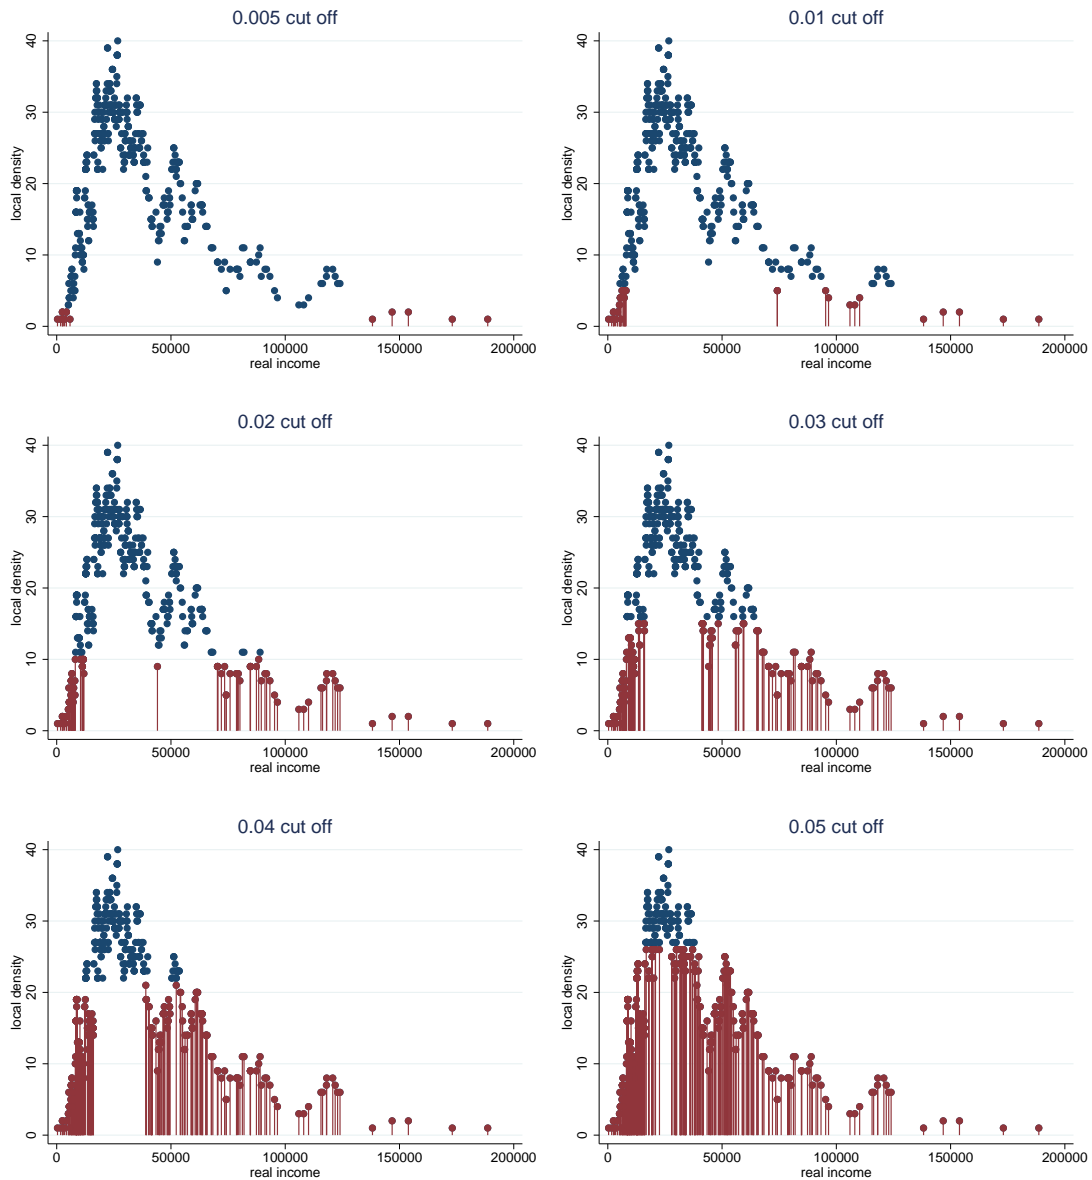 0.005 cut off
local density
40
30
20
10
0
0 50000 100000 150000 200000
real income
0.01 cut off
local density
40
30
20
10
0
0 50000 100000 150000 200000
real income
0.02 cut off
local density
40
30
20
10
0
0 50000 100000 150000 200000
real income
0.03 cut off
local density
40
30
20
10
0
0 50000 100000 150000 200000
real income
0.04 cut off
local density
40
30
20
10
0
0 50000 100000 150000 200000
real income
0.05 cut off
local density
40
30
20
10
0
0 50000 100000 150000 200000
real income